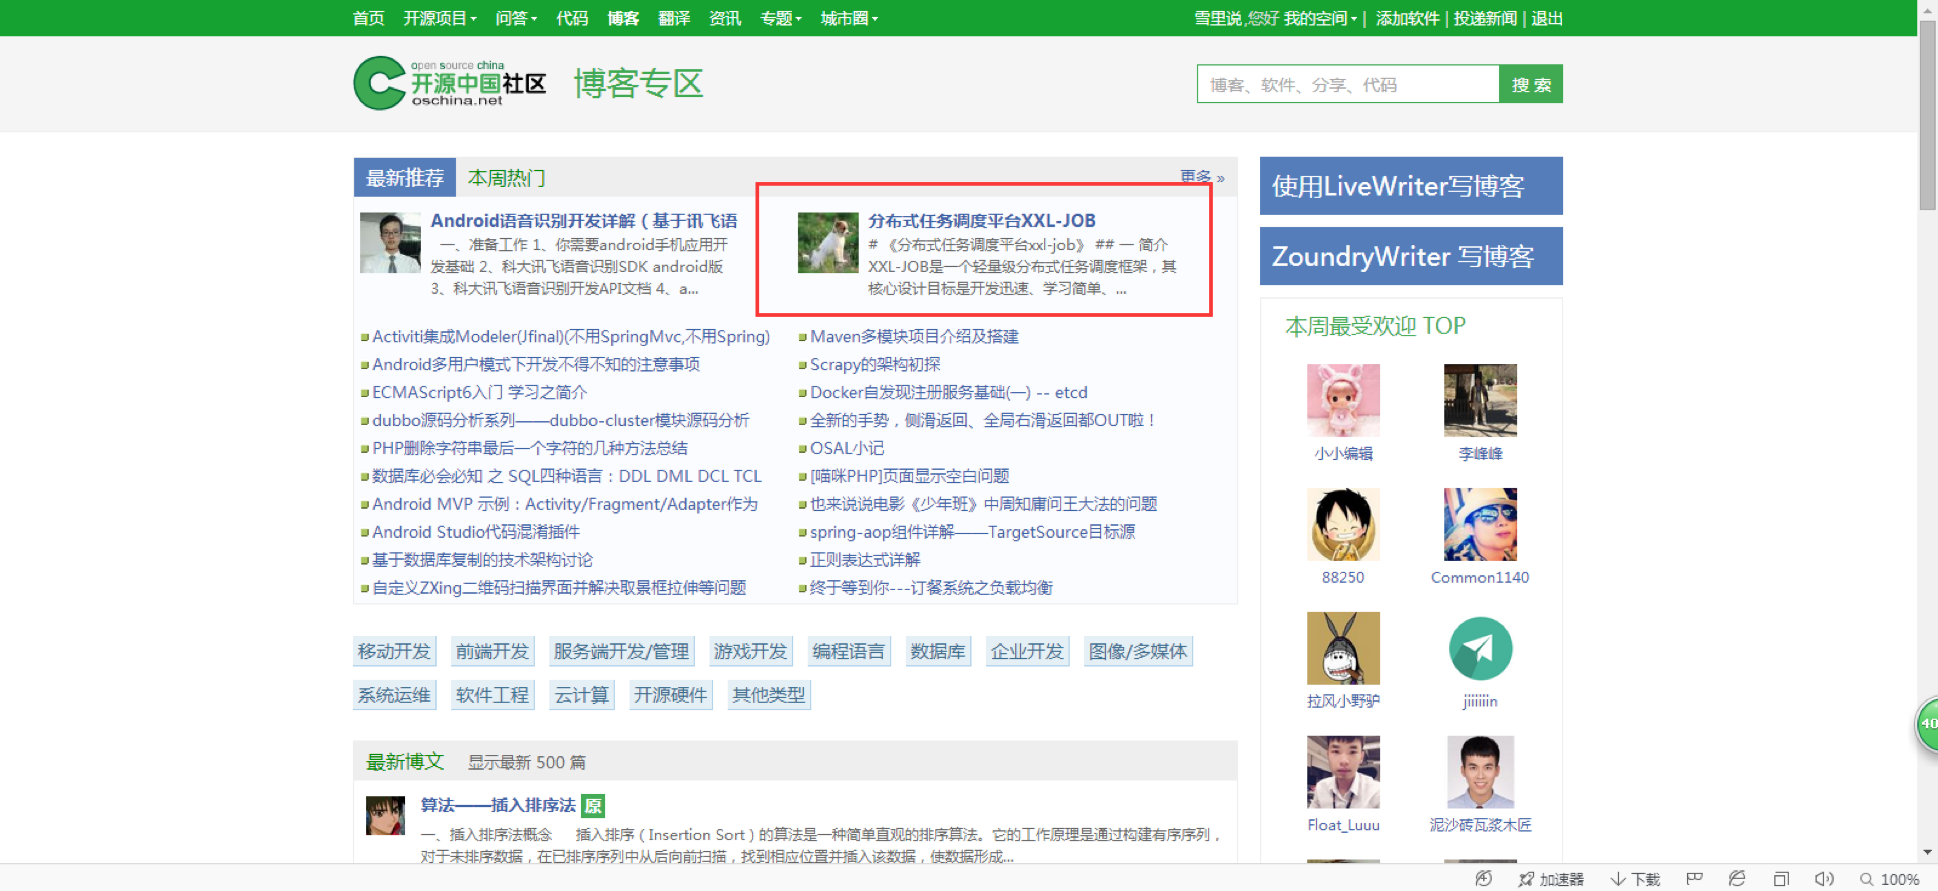 首页 开源项目 问答 代码 博客 翻译 资讯 专题 城市圈
雪里说,您好 我的空间 | 添加软件 | 投递新闻 | 退出
open source china
开源中国社区
oschina.net
博客专区
博客、软件、分享、代码
搜 索
最新推荐 本周热门 更多 »
Android语音识别开发详解（基于讯飞语
一、准备工作 1、你需要android手机应用开
发基础 2、科大讯飞语音识别SDK android版
3、科大讯飞语音识别开发API文档 4、a...
分布式任务调度平台XXL-JOB
# 《分布式任务调度平台xxl-job》 ## 一 简介
XXL-JOB是一个轻量级分布式任务调度框架，其
核心设计目标是开发迅速、学习简单、...
Activiti集成Modeler(Jfinal)(不用SpringMvc,不用Spring)
Android多用户模式下开发不得不知的注意事项
ECMAScript6入门 学习之简介
dubbo源码分析系列——dubbo-cluster模块源码分析
PHP删除字符串最后一个字符的几种方法总结
数据库必会必知 之 SQL四种语言：DDL DML DCL TCL
Android MVP 示例：Activity/Fragment/Adapter作为
Android Studio代码混淆插件
基于数据库复制的技术架构讨论
自定义ZXing二维码扫描界面并解决取景框拉伸等问题
Maven多模块项目介绍及搭建
Scrapy的架构初探
Docker自发现注册服务基础(一) -- etcd
全新的手势，侧滑返回、全局右滑返回都OUT啦！
OSAL小记
[喵咪PHP]页面显示空白问题
也来说说电影《少年班》中周知庸问王大法的问题
spring-aop组件详解——TargetSource目标源
正则表达式详解
终于等到你---订餐系统之负载均衡
移动开发 前端开发 服务端开发/管理 游戏开发 编程语言 数据库 企业开发 图像/多媒体
系统运维 软件工程 云计算 开源硬件 其他类型
最新博文 显示最新 500 篇
算法——插入排序法 原
一、插入排序法概念 插入排序（Insertion Sort）的算法是一种简单直观的排序算法。它的工作原理是通过构建有序序列，
对于未排序数据，在已排序序列中从后向前扫描，找到相应位置并插入该数据，使数据形成...
使用LiveWriter写博客
ZoundryWriter 写博客
本周最受欢迎 TOP
小小编辑 李峰峰
88250 Common1140
拉风小野驴 jiiiiiin
Float_Luuu 泥沙砖瓦浆木匠
40
加速器 下载 100%